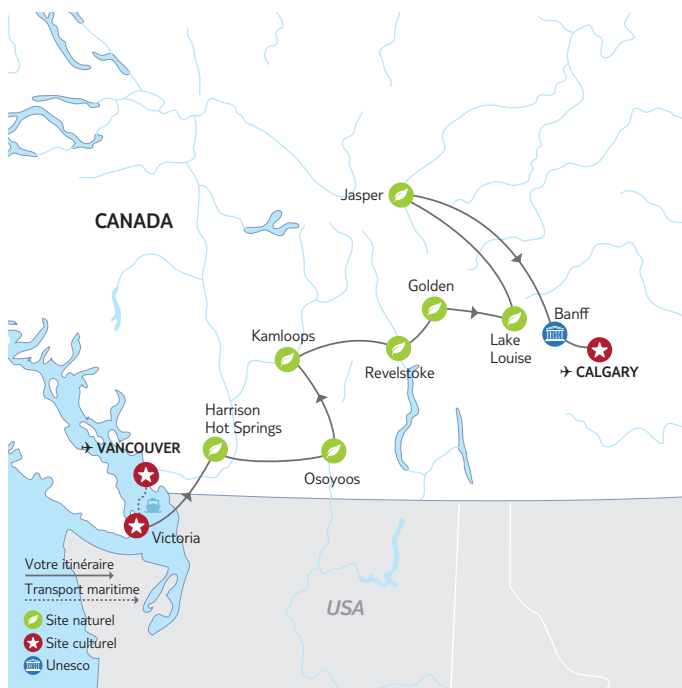 Jasper
CANADA
Golden
Banff
Kamloops
Lake
Louise
Revelstoke
CALGARY
Harrison
Hot Springs
VANCOUVER
Osoyoos
Victoria
Votre itinéraire
Transport maritime
USA
Site naturel
Site culturel
Unesco